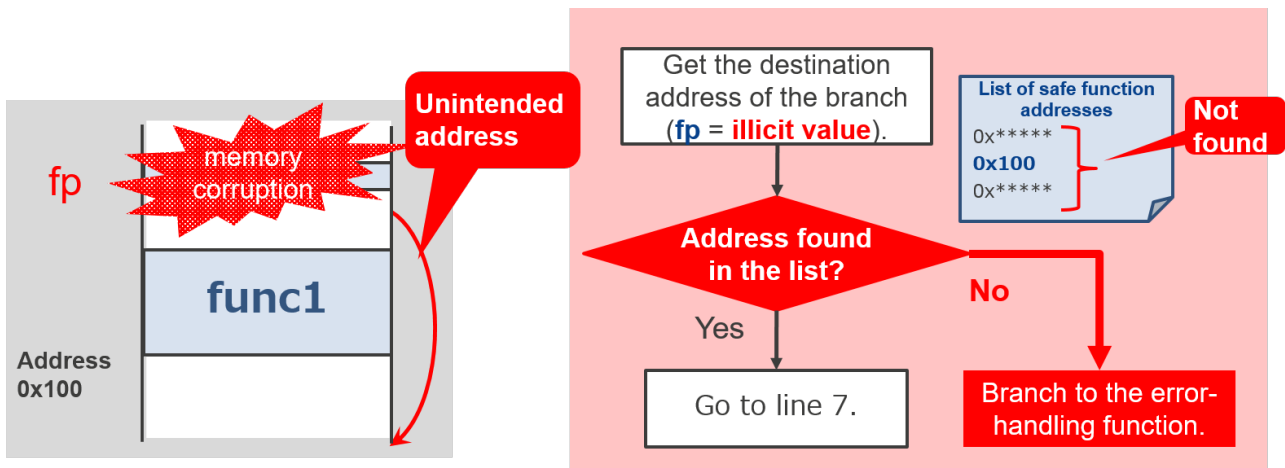 Unintended
address
memory
corruption
fp
func1
Address
0x100
Get the destination
address of the branch
(fp = illicit value).
List of safe function
addresses
0x*****
0x100
0x*****
Not
found
Address found
in the list?
No
Yes
Go to line 7.
Branch to the error-
handling function.